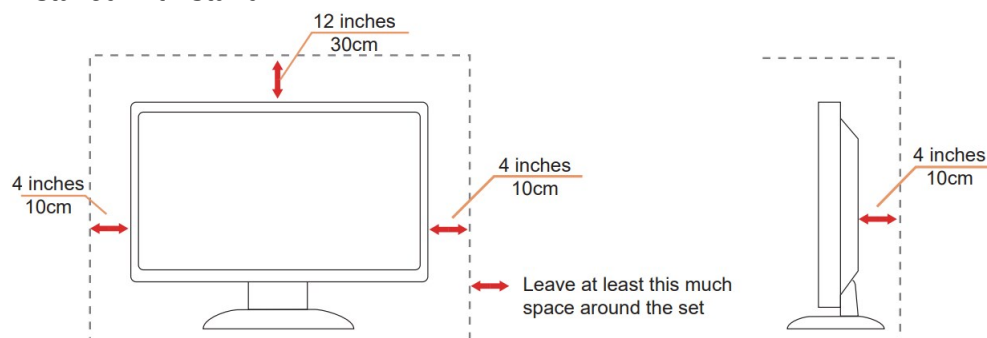 12 inches
30cm
4 inches
10cm
4 inches
10cm
4 inches
10cm
Leave at least this much
space around the set